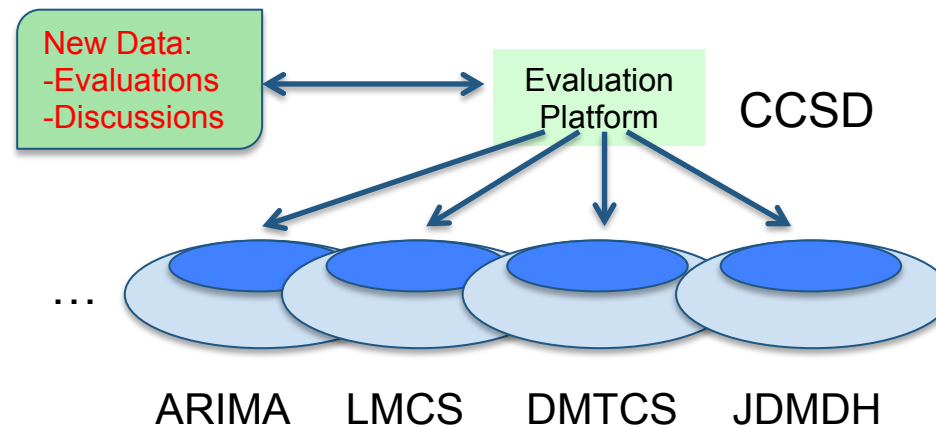 New Data:
-Evaluations
-Discussions
Evaluation
Platform
CCSD
...
ARIMA
LMCS
DMTCS
JDMDH